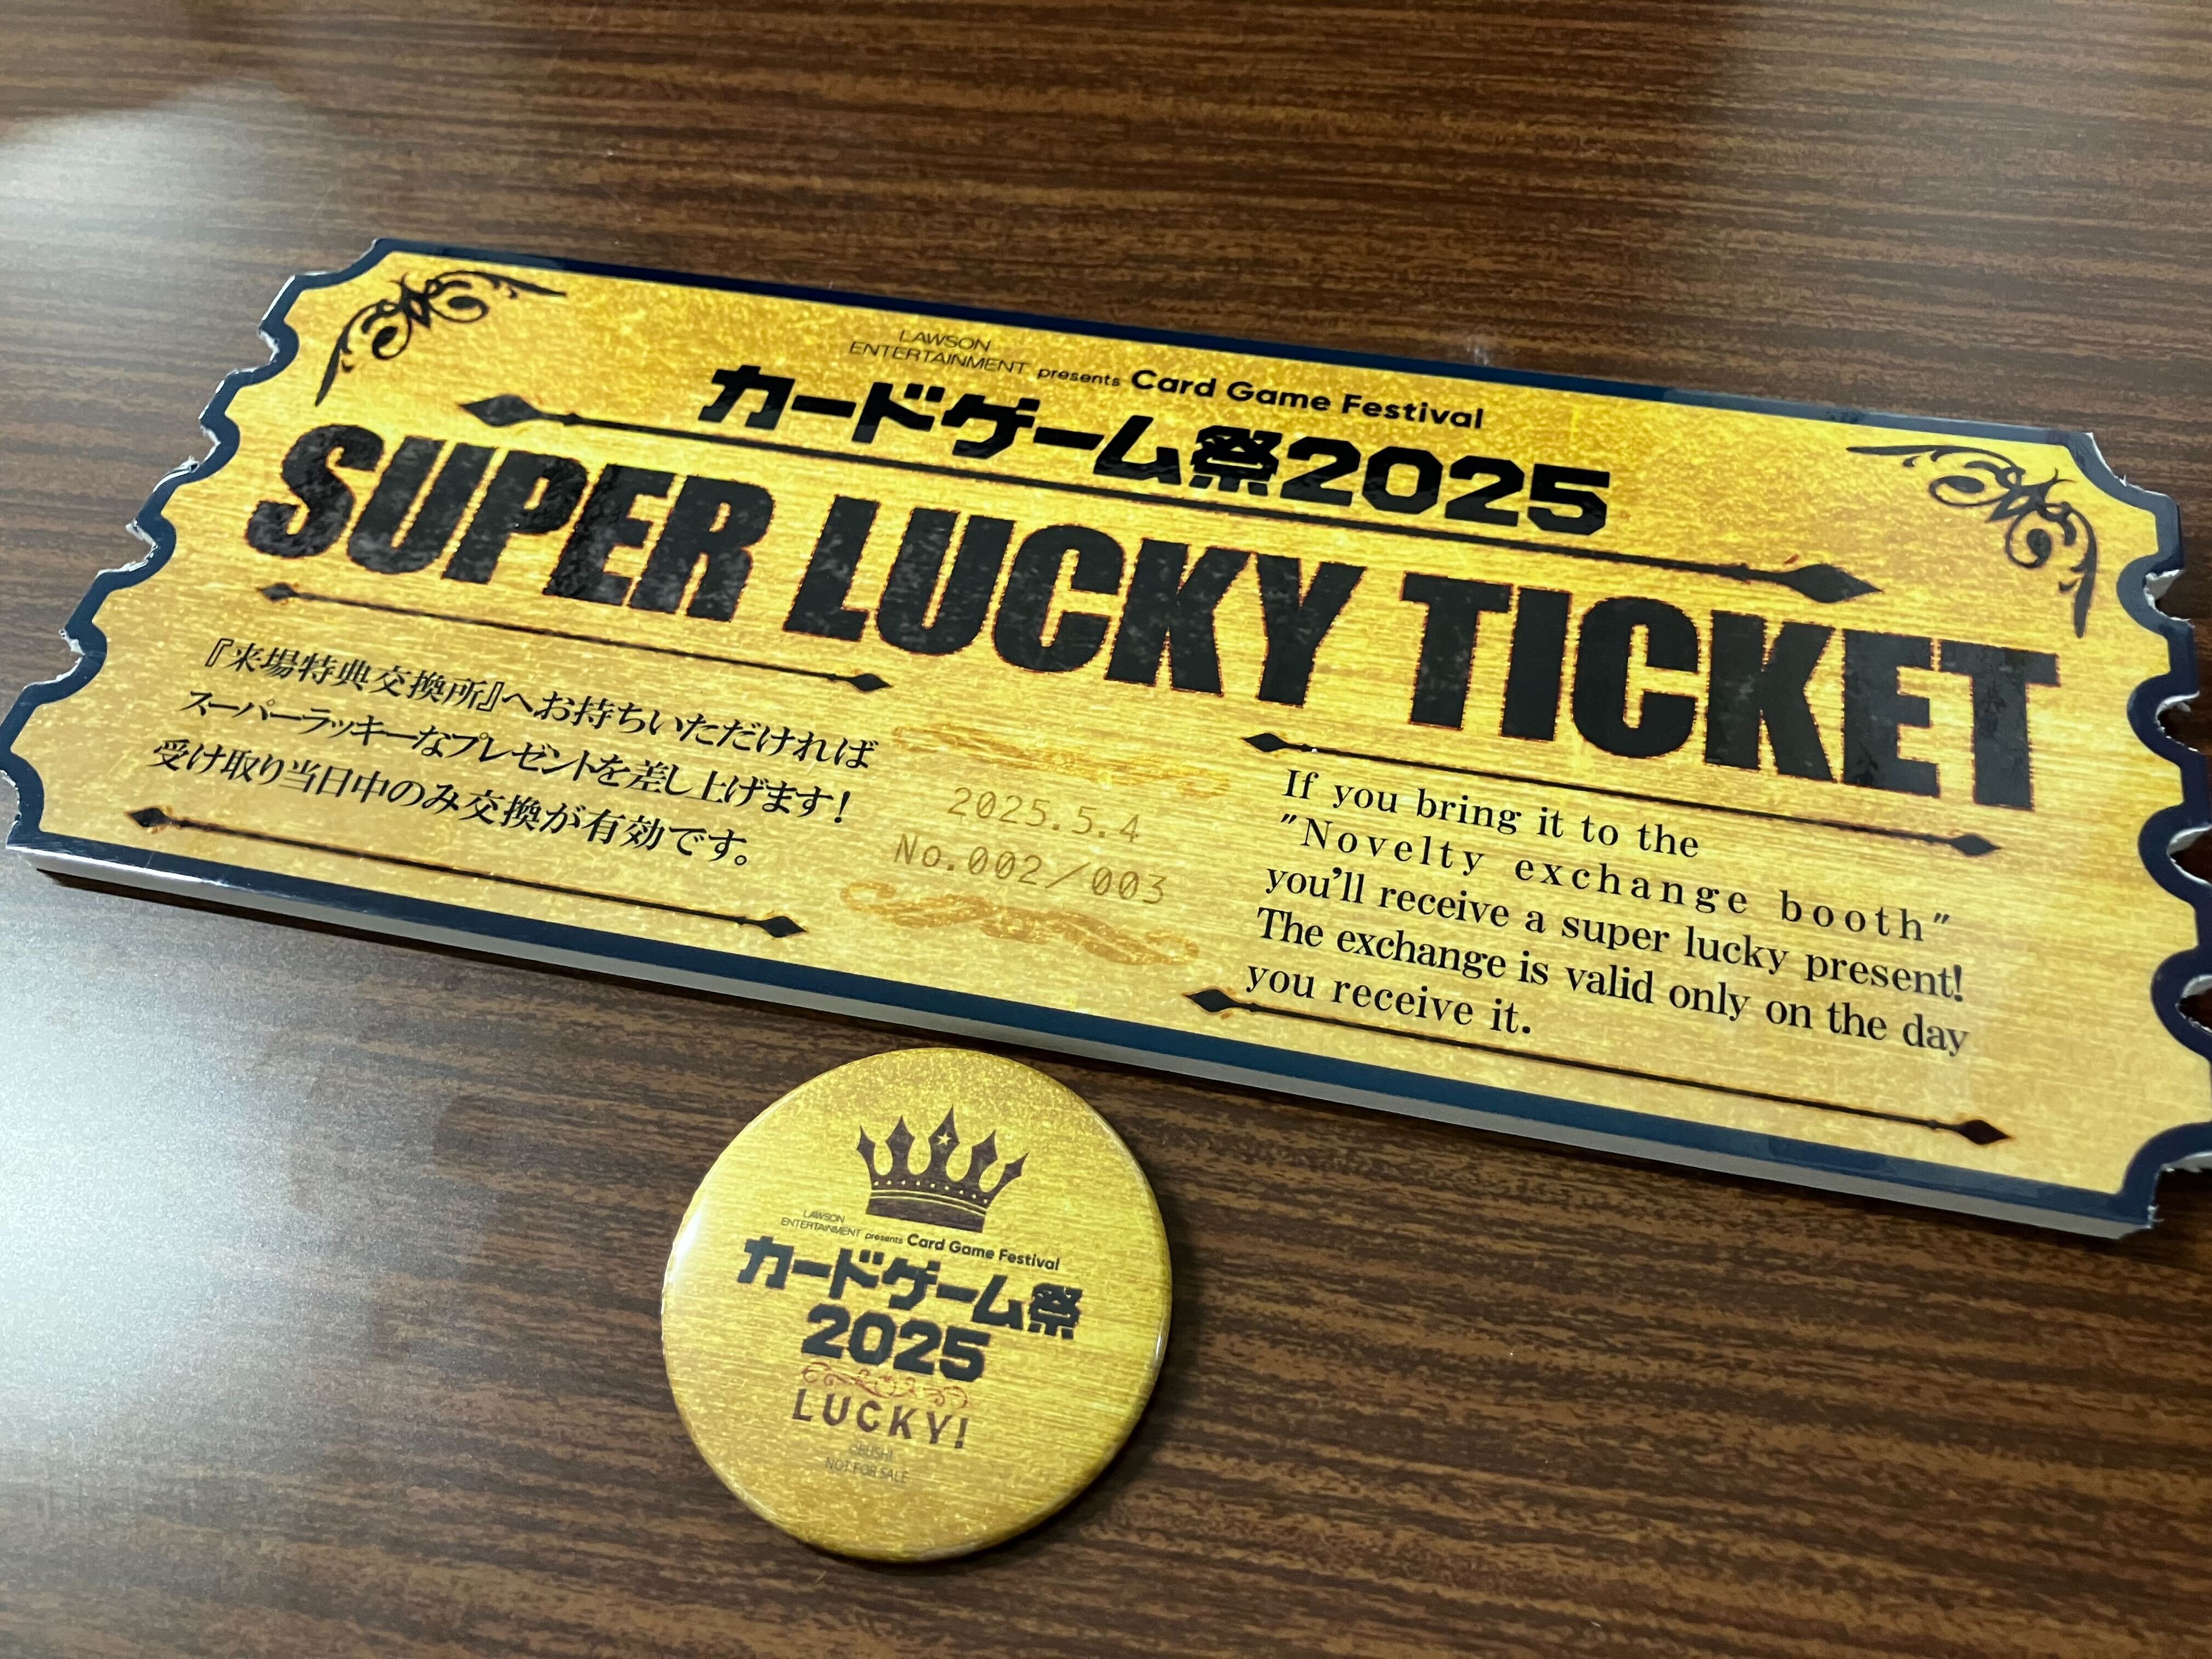 LAWSON
ENTERTAINMENT presents Card Game Festival
カードゲーム祭2025
SUPER LUCKY TICKET
『来場特典交換所』へお持ちいただければ
スーパーラッキーなプレゼントを差し上げます!
受け取り当日中のみ交換が有効です。
2025.5.4
No.002/003
If you bring it to the
"Novelty exchange booth"
you'll receive a super lucky present!
The exchange is valid only on the day
you receive it.
LAWSON
ENTERTAINMENT presents Card Game Festival
カードゲーム祭
2025
LUCKY!
©BUSHI
NOT FOR SALE